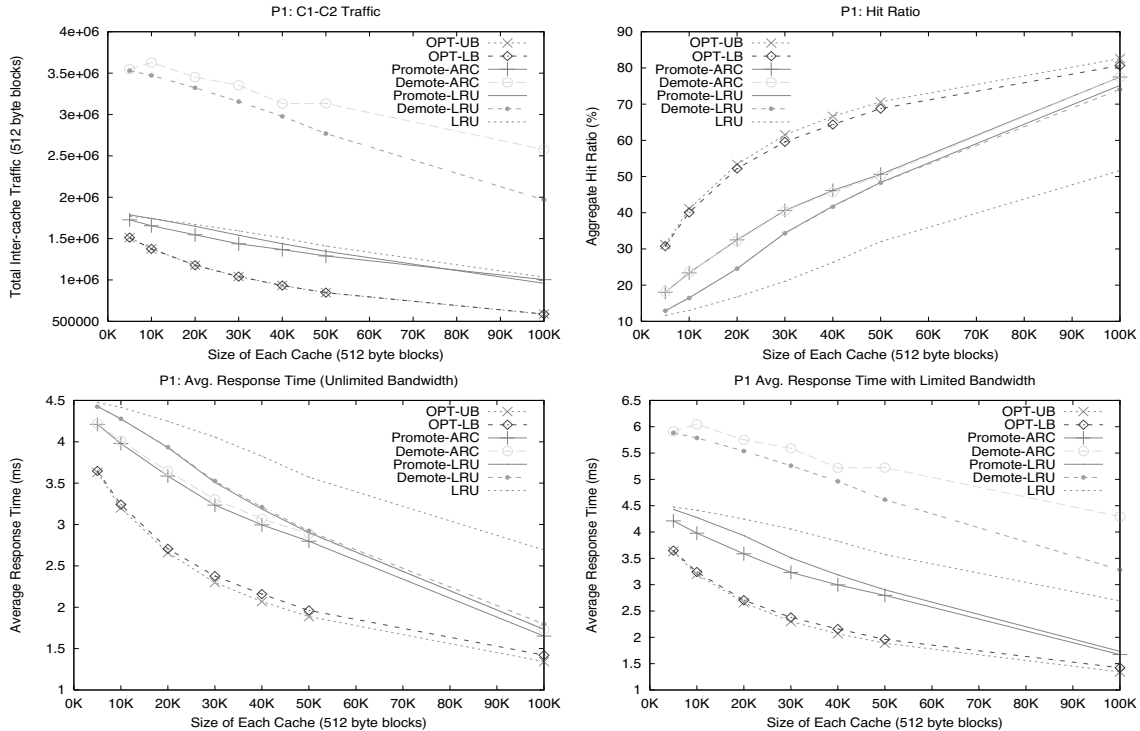 P1: C1-C2 Traffic
4e+06
3.5e+06
3e+06
2.5e+06
2e+06
1.5e+06
1e+06
500000
Total Inter-cache Traffic (512 byte blocks)
OPT-UB
OPT-LB
Promote-ARC
Demote-ARC
Promote-LRU
Demote-LRU
LRU
0K 10K 20K 30K 40K 50K 60K 70K 80K 90K 100K
Size of Each Cache (512 byte blocks)
P1: Hit Ratio
90
80
70
60
50
40
30
20
10
Aggregate Hit Ratio (%)
OPT-UB
OPT-LB
Promote-ARC
Demote-ARC
Promote-LRU
Demote-LRU
LRU
0K 10K 20K 30K 40K 50K 60K 70K 80K 90K 100K
Size of Each Cache (512 byte blocks)
P1: Avg. Response Time (Unlimited Bandwidth)
4.5
4
3.5
3
2.5
2
1.5
1
Average Response Time (ms)
OPT-UB
OPT-LB
Promote-ARC
Demote-ARC
Promote-LRU
Demote-LRU
LRU
0K 10K 20K 30K 40K 50K 60K 70K 80K 90K 100K
Size of Each Cache (512 byte blocks)
P1 Avg. Response Time with Limited Bandwidth
6.5
6
5.5
5
4.5
4
3.5
3
2.5
2
1.5
1
Average Response Time (ms)
OPT-UB
OPT-LB
Promote-ARC
Demote-ARC
Promote-LRU
Demote-LRU
LRU
0K 10K 20K 30K 40K 50K 60K 70K 80K 90K 100K
Size of Each Cache (512 byte blocks)